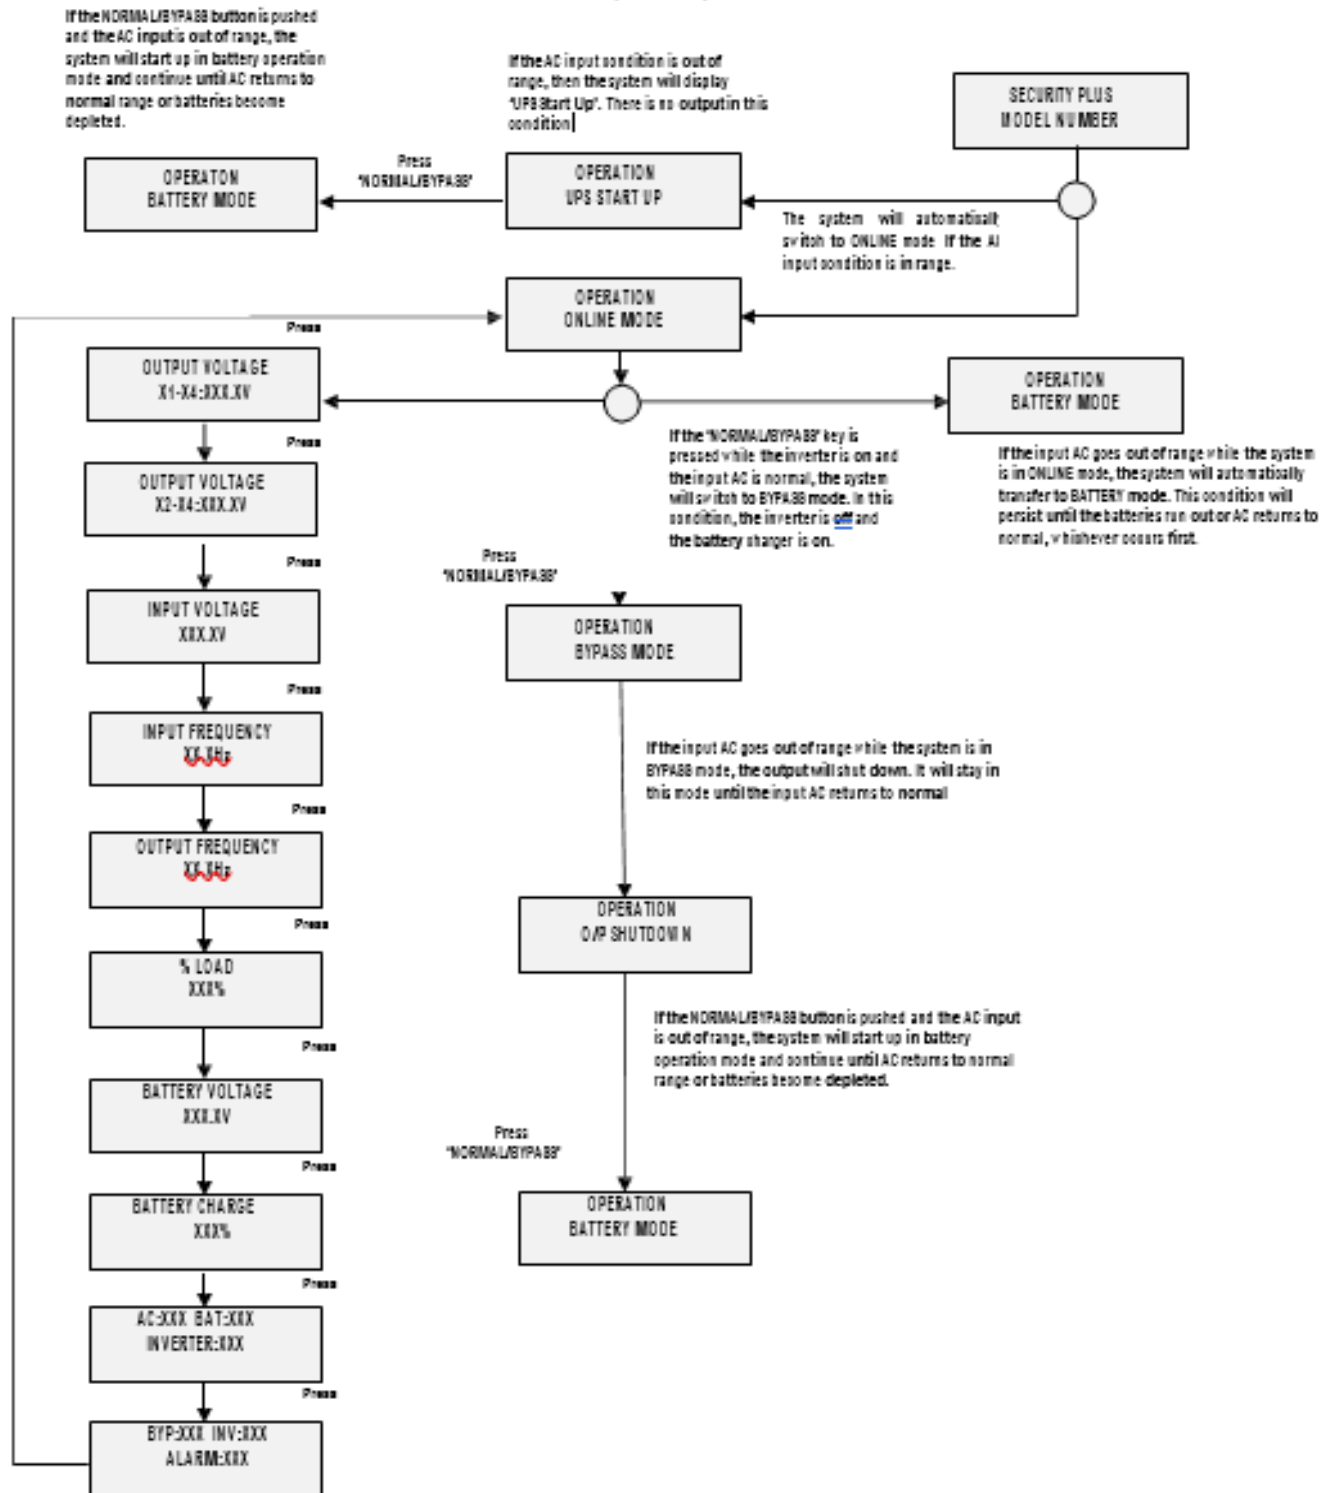 If the NORMAL/BYPASS button is pushed
and the AC input is out of range, the
system will start up in battery operation
mode and continue until AC returns to
normal range or batteries become
depleted.
If the AC input condition is out of
range, then the system will display
"UPS Start Up". There is no output in this
condition
SECURITY PLUS
MODEL NUMBER
OPERATON
BATTERY MODE
Press
"NORMAL/BYPASS"
OPERATION
UPS START UP
The system will automaticall
switch to ONLINE mode If the A
input condition is in range.
OPERATION
ONLINE MODE
Press
OUTPUT VOLTAGE
X1-X4:XXX.XV
Press
OUTPUT VOLTAGE
X2-X4:XXX.XV
Press
INPUT VOLTAGE
XXX.XV
Press
INPUT FREQUENCY
XX.XHz
Press
OUTPUT FREQUENCY
XX.XHz
Press
% LOAD
XXX%
Press
BATTERY VOLTAGE
XXX.XV
Press
BATTERY CHARGE
XXX%
Press
AC:XXX BAT:XXX
INVERTER:XXX
Press
BYP:XXX INV:XXX
ALARM:XXX
OPERATION
BATTERY MODE
If the "NORMAL/BYPASS" key is
pressed while the inverter is on and
the input AC is normal, the system
will switch to BYPASS mode. In this
condition, the inverter is off and
the battery charger is on.
If the input AC goes out of range while the system
is in ONLINE mode, the system will automatically
transfer to BATTERY mode. This condition will
persist until the batteries run out or AC returns to
normal, whichever occurs first.
Press
"NORMAL/BYPASS"
OPERATION
BYPASS MODE
If the input AC goes out of range while the system is in
BYPASS mode, the output will shut down. It will stay in
this mode until the input AC returns to normal
OPERATION
O/P SHUTDOWN
If the NORMAL/BYPASS button is pushed and the AC input
is out of range, the system will start up in battery
operation mode and continue until AC returns to normal
range or batteries become depleted.
Press
"NORMAL/BYPASS"
OPERATION
BATTERY MODE